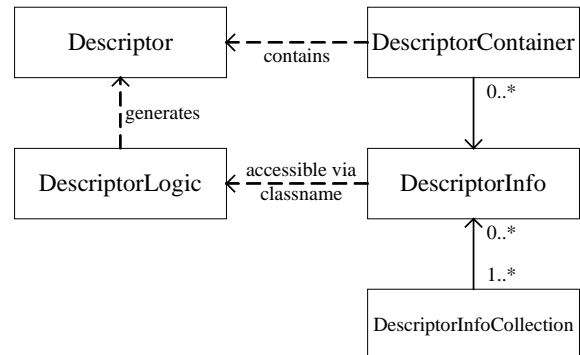 Descriptor
DescriptorContainer
contains
0..*
generates
DescriptorLogic
accessible via
classname
DescriptorInfo
0..*
1..*
DescriptorInfoCollection